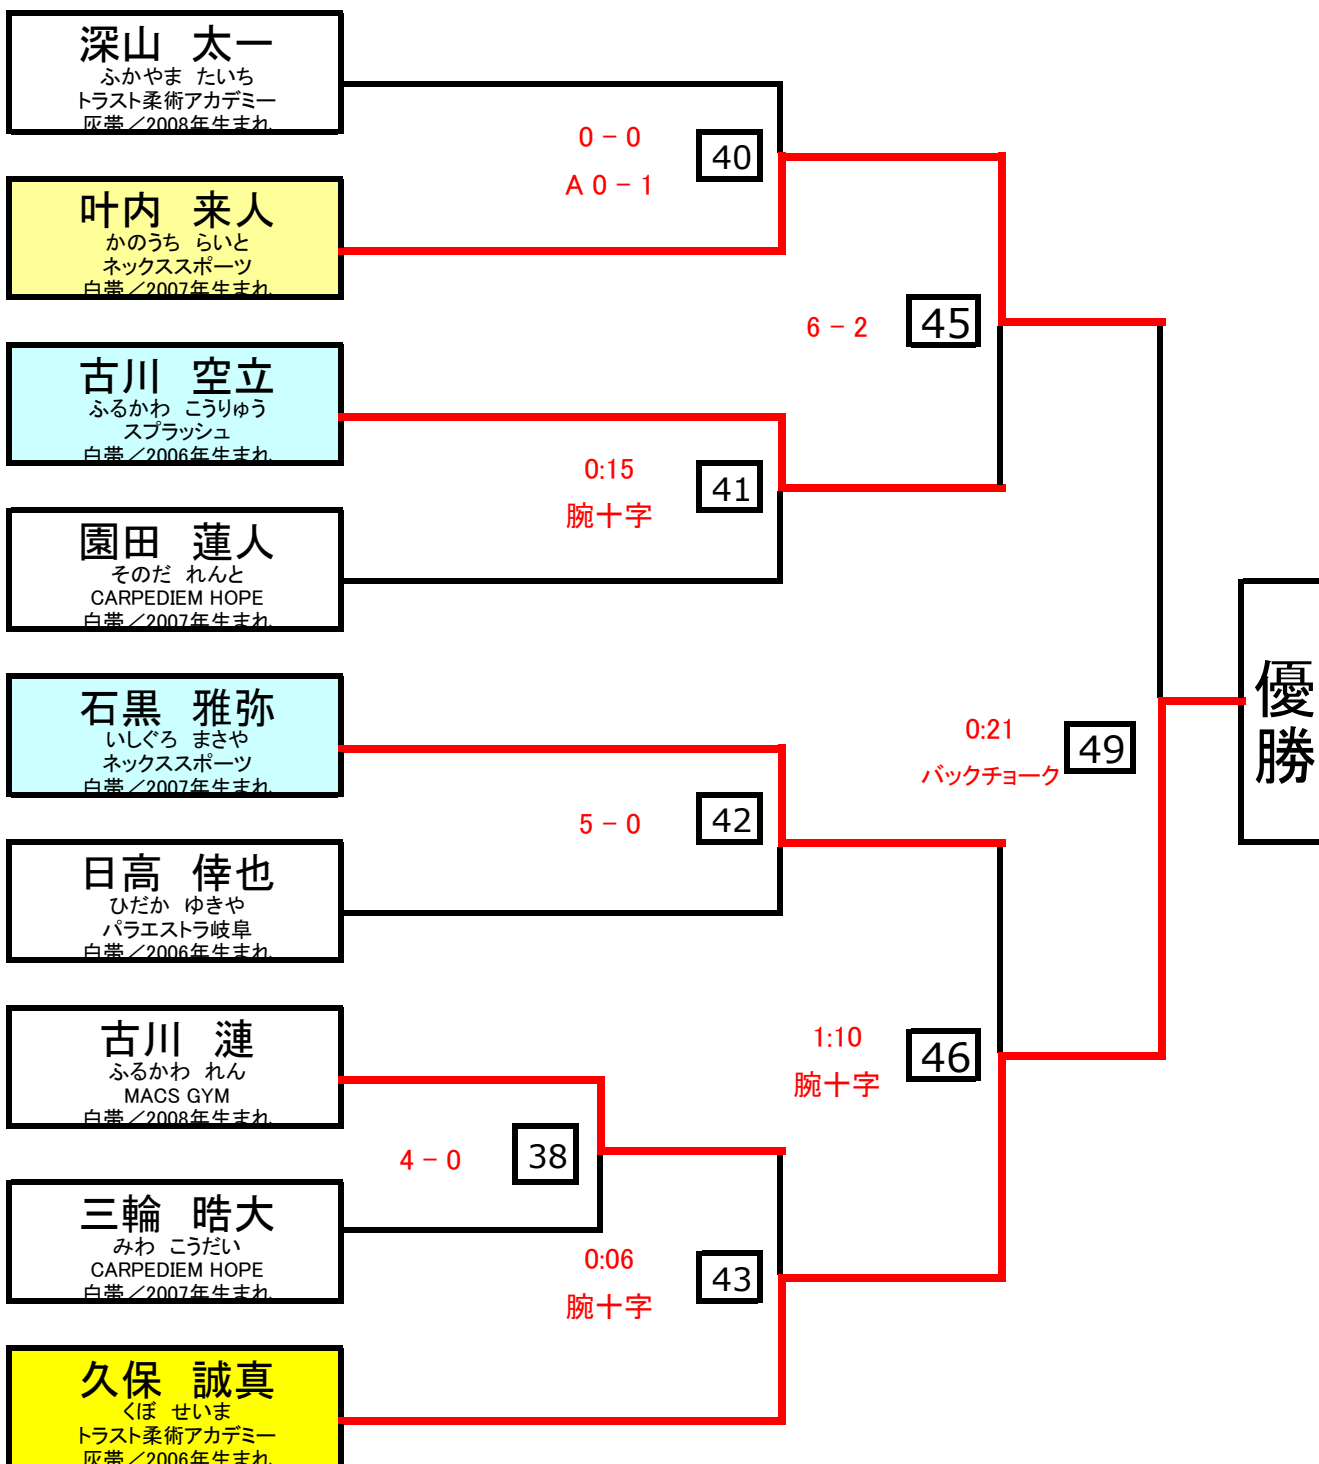 深山　太一
ふかやま たいち
トラスト柔術アカデミー
灰帯／2008年生まれ
0 － 0
A 0 － 1
40
叶内　来人
かのうち らいと
ネックススポーツ
白帯／2007年生まれ
6 － 2
45
古川　空立
ふるかわ こうりゅう
スプラッシュ
白帯／2006年生まれ
0:15
腕十字
41
園田　蓮人
そのだ れんと
CARPEDIEM HOPE
白帯／2007年生まれ
石黒　雅弥
いしぐろ まさや
ネックススポーツ
白帯／2007年生まれ
0:21
バックチョーク
49
優
勝
5 － 0
42
日高　倖也
ひだか ゆきや
パラエストラ岐阜
白帯／2006年生まれ
古川　漣
ふるかわ れん
MACS GYM
白帯／2008年生まれ
1:10
腕十字
46
4 － 0
38
三輪　晧大
みわ こうだい
CARPEDIEM HOPE
白帯／2007年生まれ
0:06
腕十字
43
久保　誠真
くぼ せいま
トラスト柔術アカデミー
灰帯／2006年生まれ